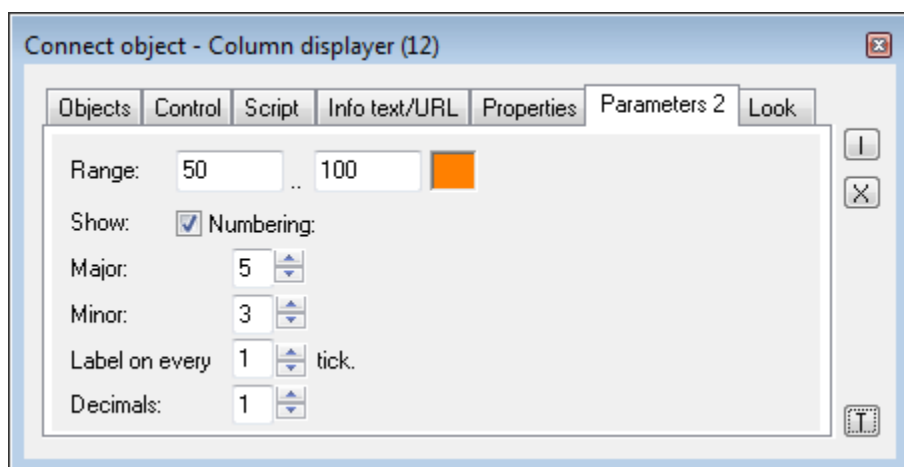 Connect object - Column displayer (12)
Objects Control Script Info text/URL Properties Parameters 2 Look
Range: 50 .. 100
Show: Numbering:
Major: 5
Minor: 3
Label on every 1 tick.
Decimals: 1
I
X
T